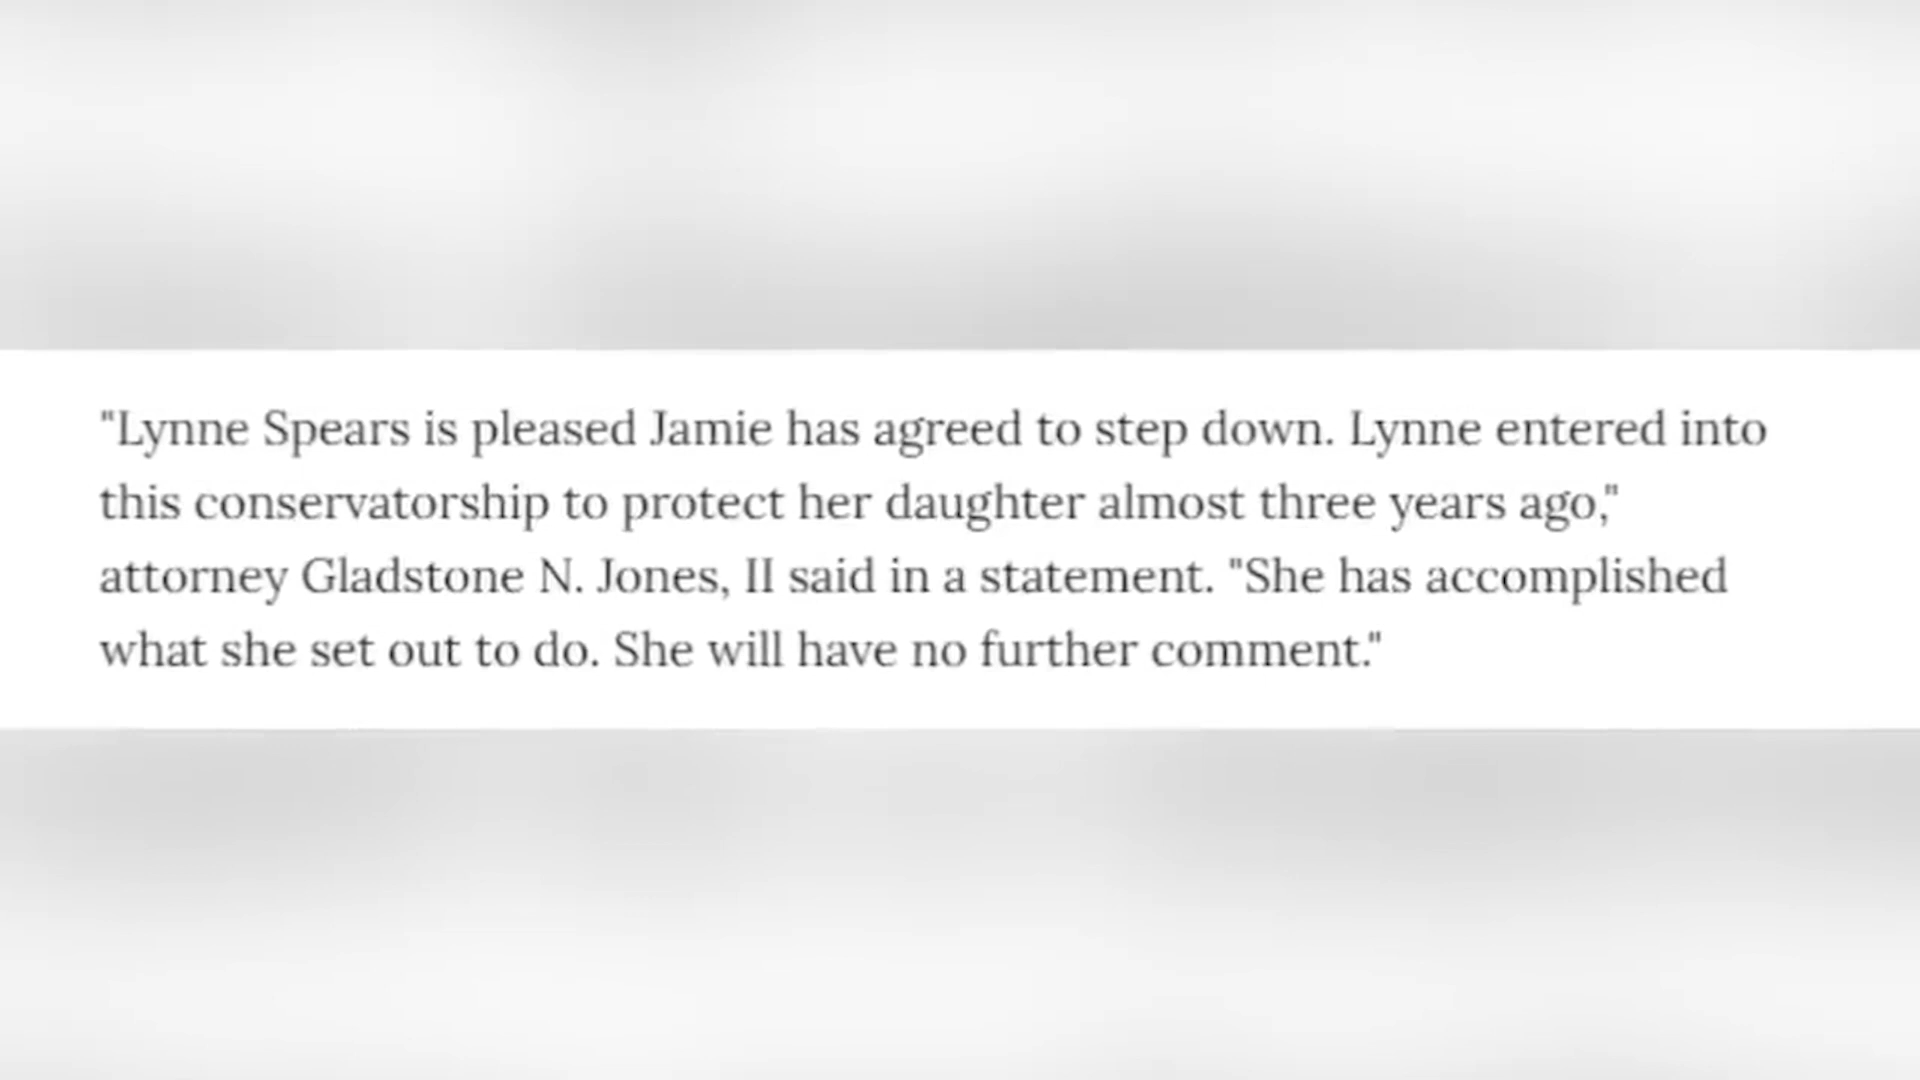 "Lynne Spears is pleased Jamie has agreed to step down. Lynne entered into
this conservatorship to protect her daughter almost three years ago,"
attorney Gladstone N. Jones, II said in a statement. "She has accomplished
what she set out to do. She will have no further comment."